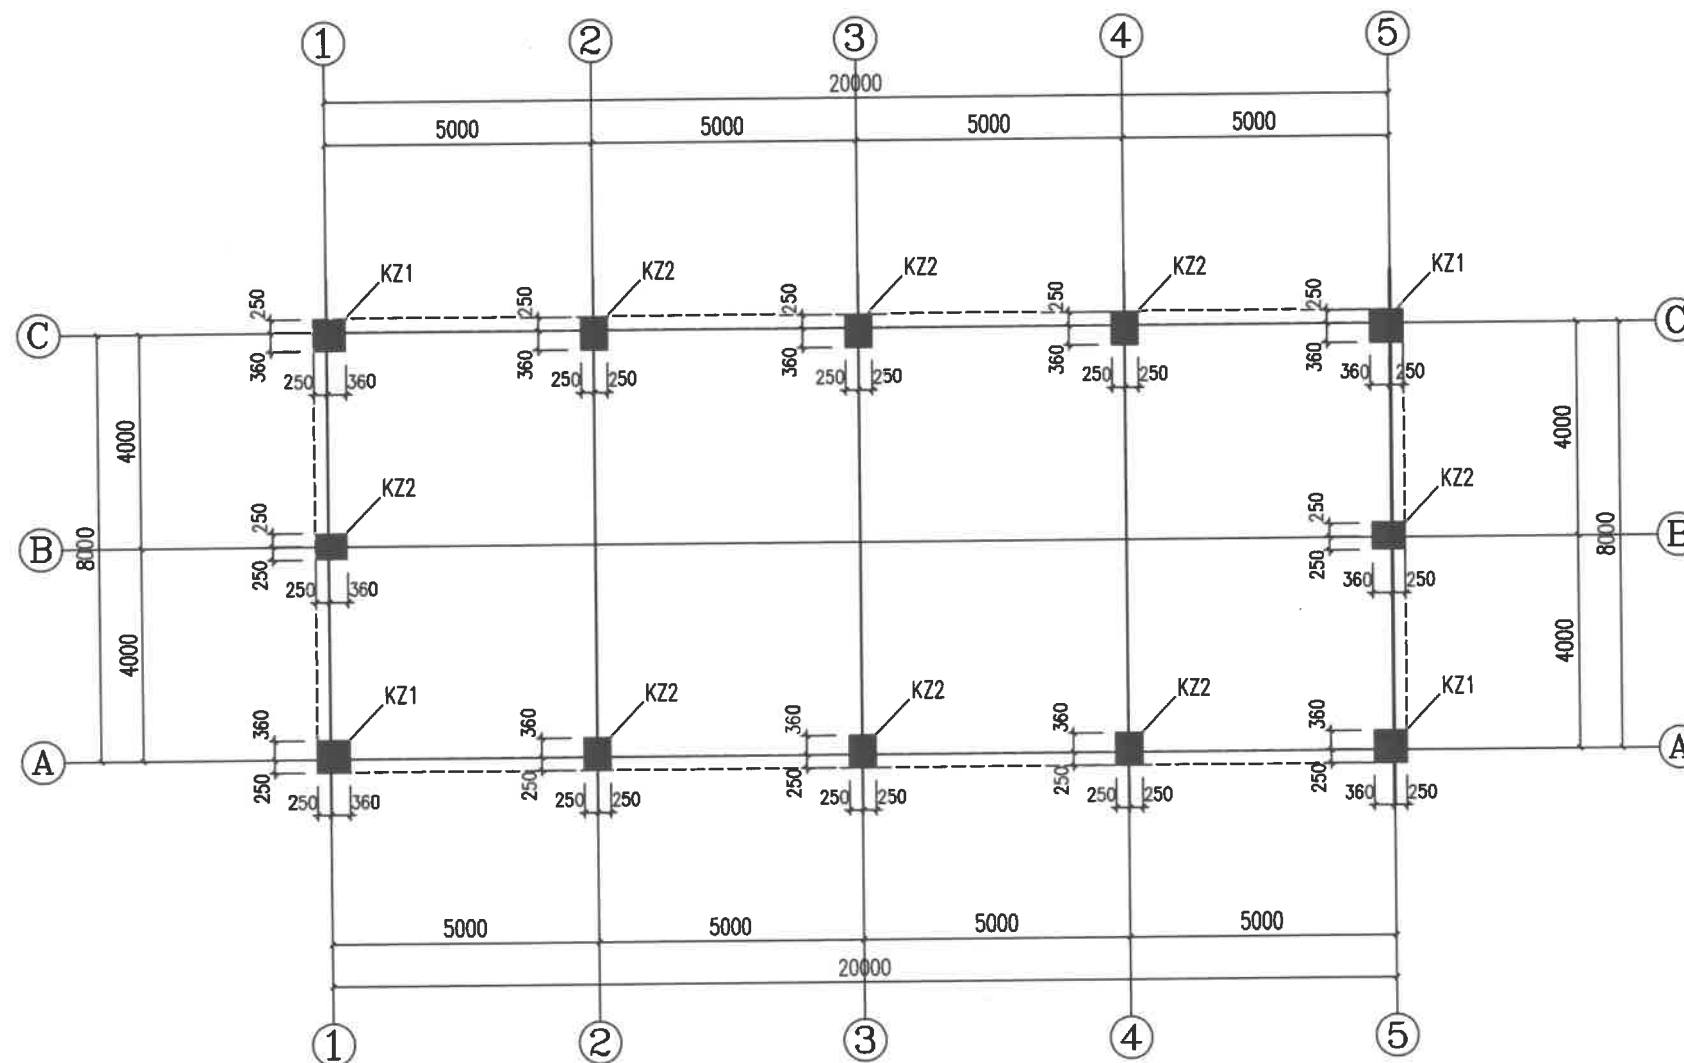 1 2 3 4 5
20000
5000 5000 5000 5000
KZ1 KZ2 KZ2 KZ2 KZ1
250 250 250 250 250
C C
360 360 360 360 360
250 360 250 250 250 250 250 250 360 250
4000 4000
KZ2 KZ2
250 250
B 8000 8000 B
250 250
250 360 360 250
4000 4000
KZ1 KZ2 KZ2 KZ2 KZ1
360 360 360 360 360
A A
250 250 250 250 250
250 360 250 250 250 250 250 250 360 250
5000 5000 5000 5000
20000
1 2 3 4 5